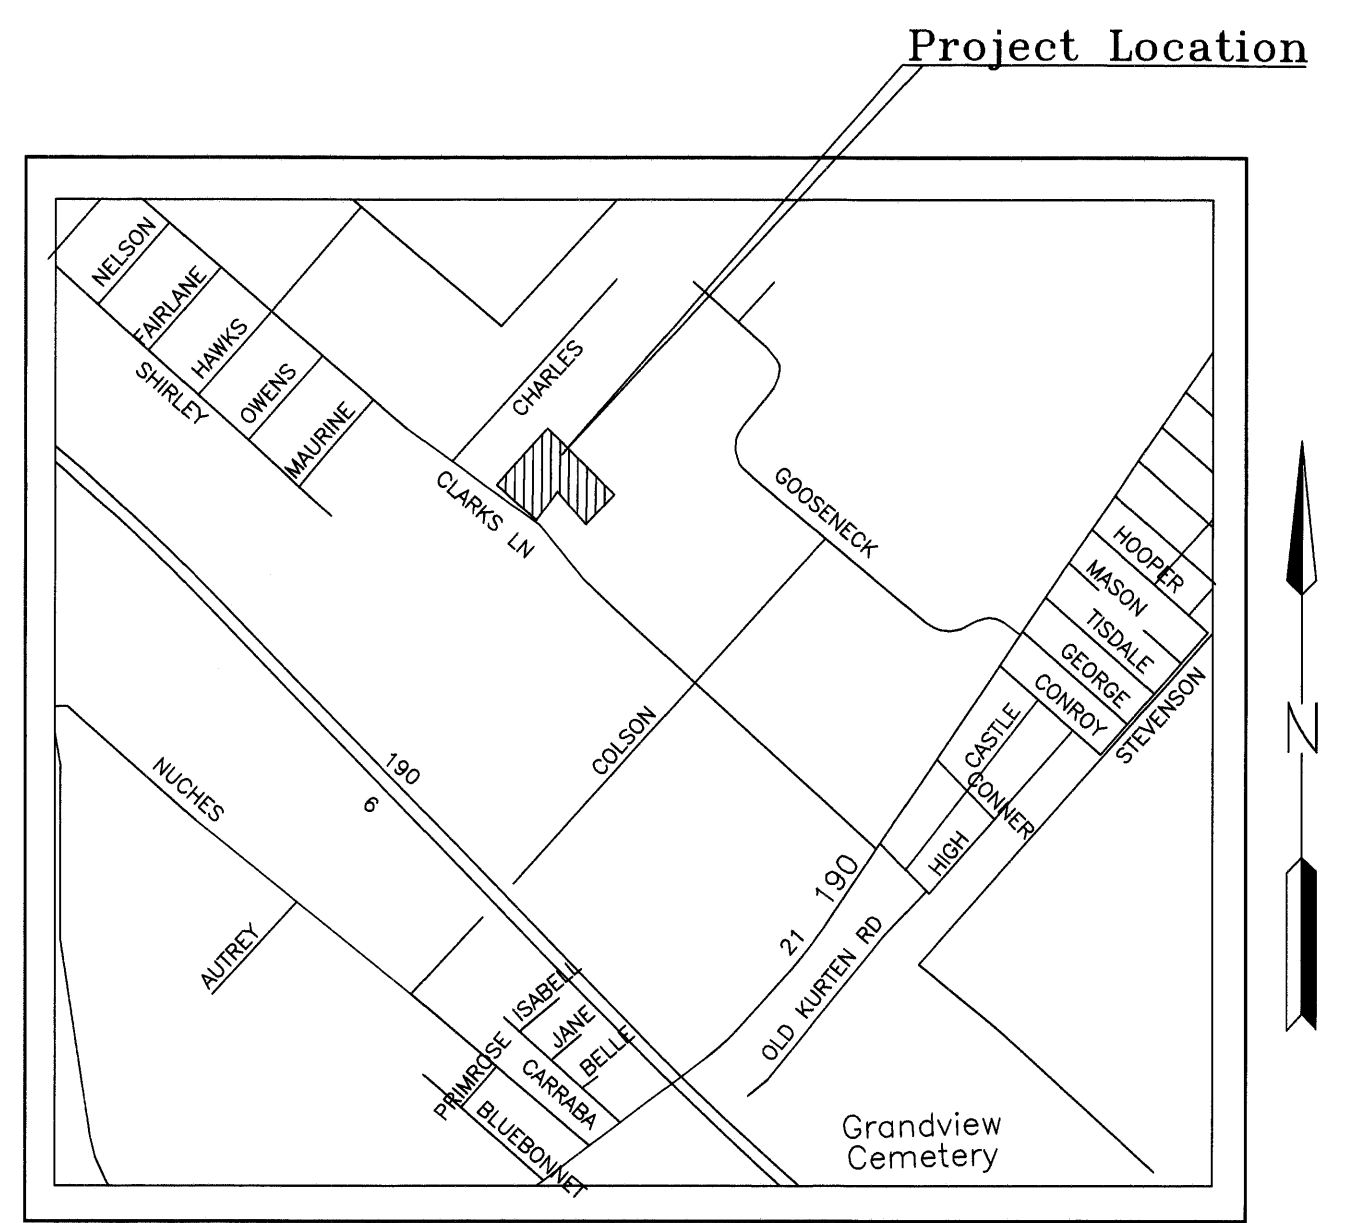 Project Location
NELSON
FAIRLANE
HAWKS
SHIRLEY
OWENS
MAURINE
CHARLES
CLARKS LN
GOOSENECK
HOOPER
MASON
TISDALE
GEORGE
CONROY
STEVENSON
CASTLE
CONNER
HIGH
COLSON
190
6
NUCHES
190
21
OLD KURTEN RD
AUTREY
ISABELL
JANE
BELLE
PRIMROSE
CARRABA
BLUEBONNET
Grandview
Cemetery
N